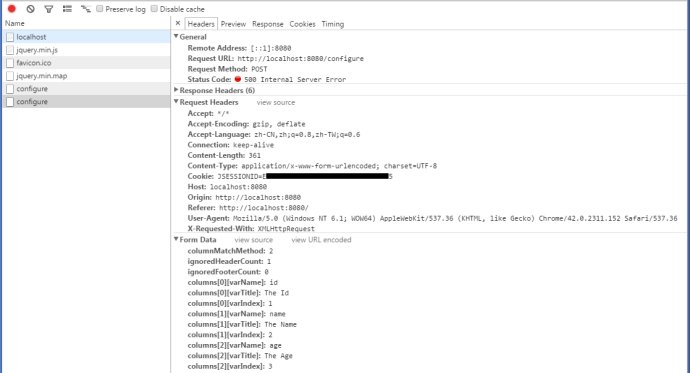 Preserve log Disable cache
Name
localhost
jquery.min.js
favicon.ico
jquery.min.map
configure
configure
× Headers Preview Response Cookies Timing
General
Remote Address: [::1]:8080
Request URL: http://localhost:8080/configure
Request Method: POST
Status Code: 500 Internal Server Error
Response Headers (6)
Request Headers view source
Accept: */*
Accept-Encoding: gzip, deflate
Accept-Language: zh-CN,zh;q=0.8,zh-TW;q=0.6
Connection: keep-alive
Content-Length: 361
Content-Type: application/x-www-form-urlencoded; charset=UTF-8
Cookie: JSESSIONID=E 5
Host: localhost:8080
Origin: http://localhost:8080
Referer: http://localhost:8080/
User-Agent: Mozilla/5.0 (Windows NT 6.1; WOW64) AppleWebKit/537.36 (KHTML, like Gecko) Chrome/42.0.2311.152 Safari/537.36
X-Requested-With: XMLHttpRequest
Form Data view source view URL encoded
columnMatchMethod: 2
ignoredHeaderCount: 1
ignoredFooterCount: 0
columns[0][varName]: id
columns[0][varTitle]: The Id
columns[0][varIndex]: 1
columns[1][varName]: name
columns[1][varTitle]: The Name
columns[1][varIndex]: 2
columns[2][varName]: age
columns[2][varTitle]: The Age
columns[2][varIndex]: 3